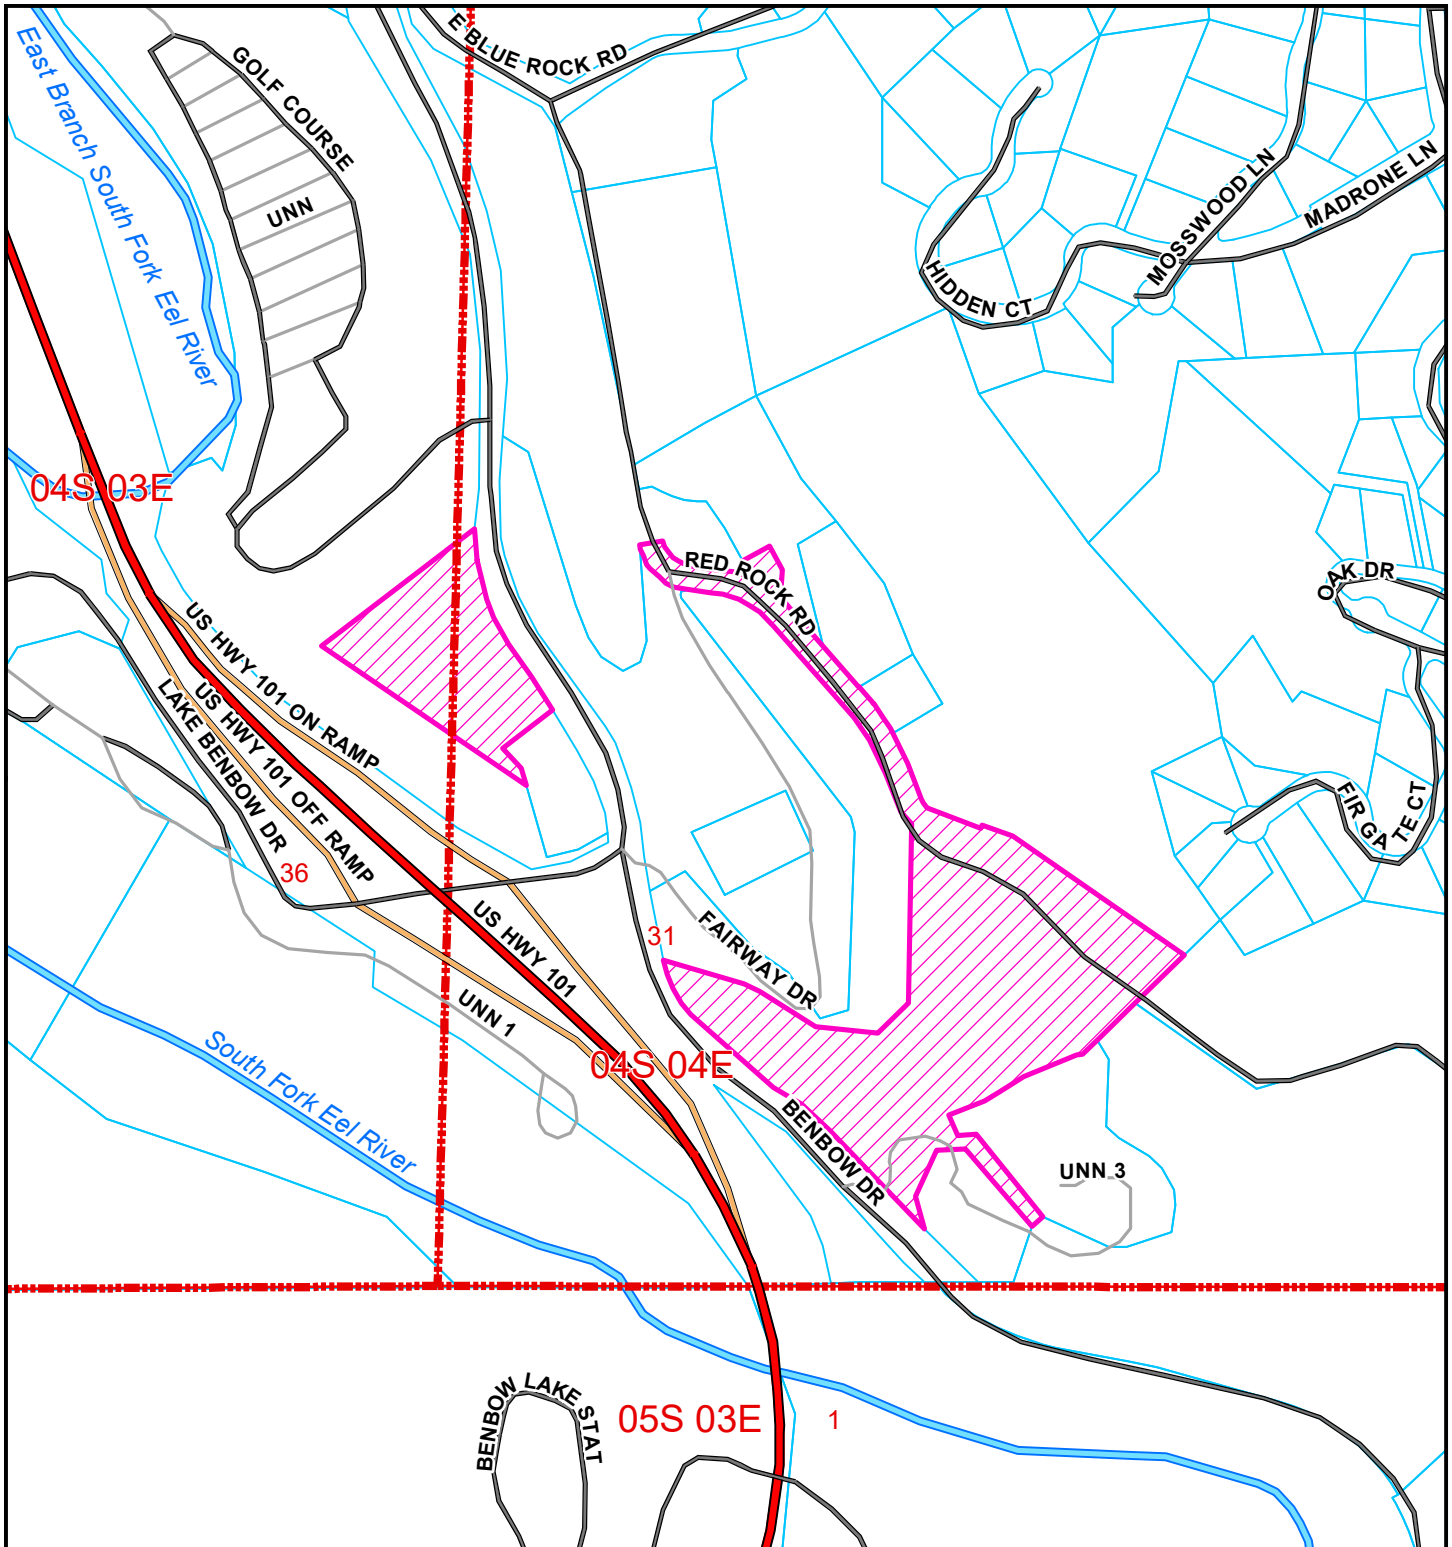 E BLUE ROCK RD
East Branch South Fork Eel River
GOLF COURSE
UNN
MOSSWOOD LN
MADRONE LN
HIDDEN CT
04S 03E
RED ROCK RD
OAK DR
US HWY 101 ON RAMP
US HWY 101 OFF RAMP
LAKE BENBOW DR
FIR GA
TE CT
36
US HWY 101
31
FAIRWAY DR
UNN 1
South Fork Eel River
04S 04E
BENBOW DR
UNN 3
BENBOW LAKE STAT
05S 03E
1